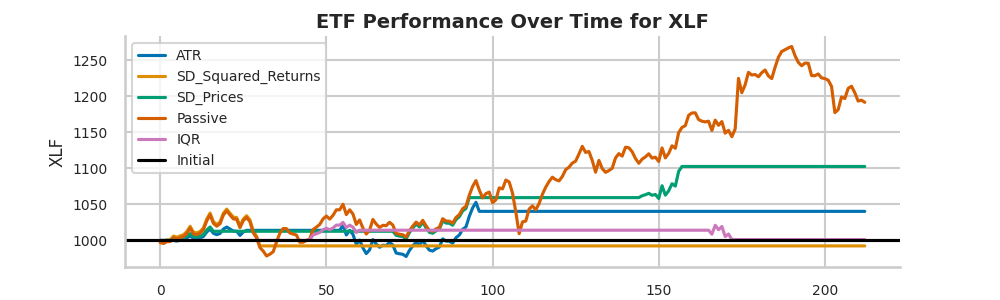 ETF Performance Over Time for XLF
XLF
1250
1200
1150
1100
1050
1000
ATR
SD_Squared_Returns
SD_Prices
Passive
IQR
Initial
0 50 100 150 200